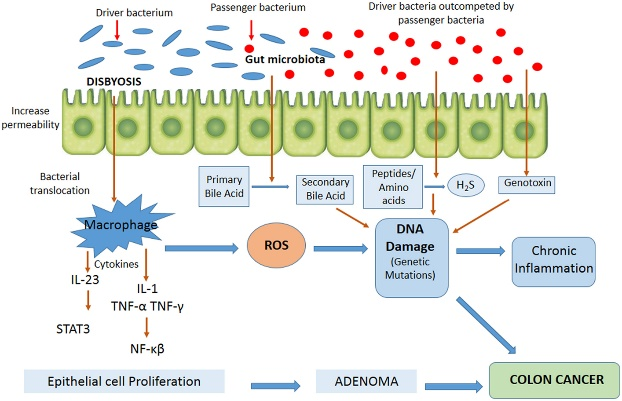 Driver bacterium
Passenger bacterium
Driver bacteria outcompeted by
passenger bacteria
Gut microbiota
DISBYOSIS
Increase
permeability
Bacterial
translocation
Primary
Bile Acid
Secondary
Bile Acid
Peptides/
Amino
acids
H₂S
Genotoxin
Macrophage
ROS
DNA
Damage
(Genetic
Mutations)
Chronic
Inflammation
Cytokines
IL-23
IL-1
TNF-α TNF-γ
STAT3
NF-κβ
Epithelial cell Proliferation
ADENOMA
COLON CANCER